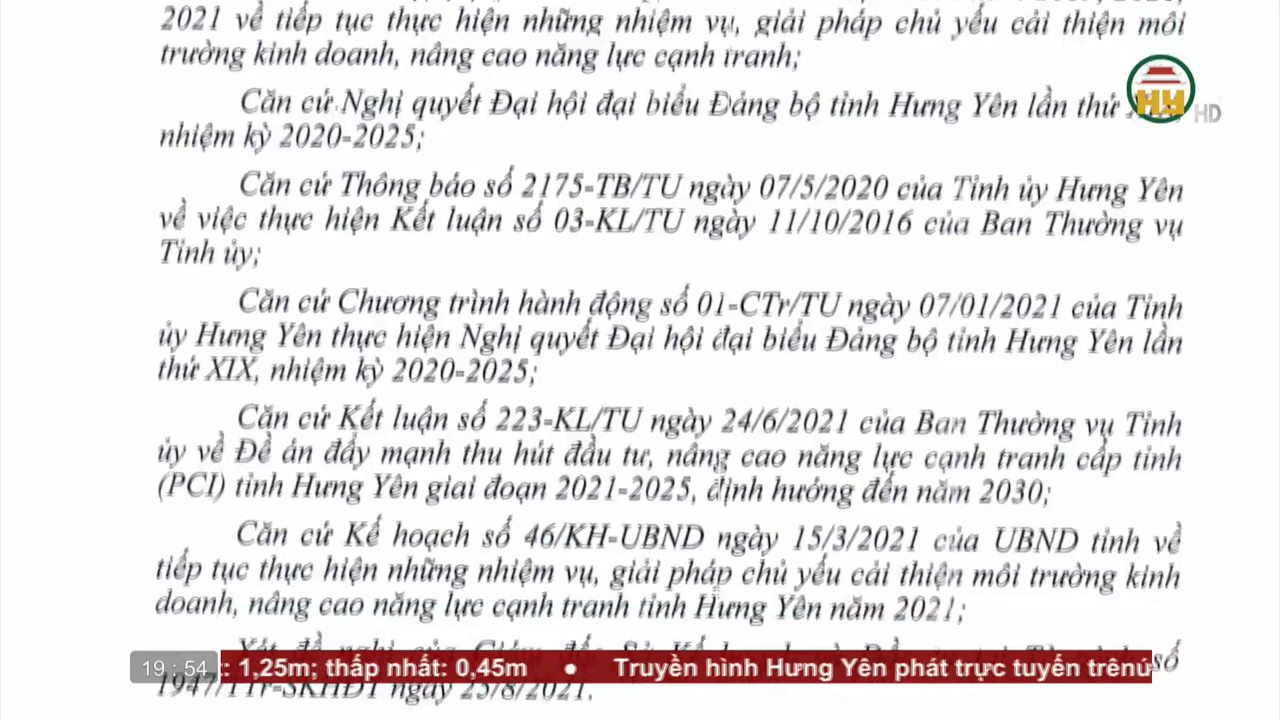 2021 về tiếp tục thực hiện những nhiệm vụ, giải pháp chủ yếu cải thiện môi
trường kinh doanh, nâng cao năng lực cạnh tranh;
Căn cứ Nghị quyết Đại hội đại biểu Đảng bộ tỉnh Hưng Yên lần thứ
HY HD
nhiệm kỳ 2020-2025;
Căn cứ Thông báo số 2175-TB/TU ngày 07/5/2020 của Tỉnh ủy Hưng Yên
về việc thực hiện Kết luận số 03-KL/TU ngày 11/10/2016 của Ban Thường vụ
Tỉnh ủy;
Căn cứ Chương trình hành động số 01-CTr/TU ngày 07/01/2021 của Tỉnh
ủy Hưng Yên thực hiện Nghị quyết Đại hội đại biểu Đảng bộ tỉnh Hưng Yên lần
thứ XIX, nhiệm kỳ 2020-2025;
Căn cứ Kết luận số 223-KL/TU ngày 24/6/2021 của Ban Thường vụ Tỉnh
ủy về Đề án đẩy mạnh thu hút đầu tư, nâng cao năng lực cạnh tranh cấp tỉnh
(PCI) tỉnh Hưng Yên giai đoạn 2021-2025, định hướng đến năm 2030;
Căn cứ Kế hoạch số 46/KH-UBND ngày 15/3/2021 của UBND tỉnh về
tiếp tục thực hiện những nhiệm vụ, giải pháp chủ yếu cải thiện môi trường kinh
doanh, nâng cao năng lực cạnh tranh tỉnh Hưng Yên năm 2021;
số
19:54 : 1,25m; thấp nhất: 0,45m • Truyền hình Hưng Yên phát trực tuyến trên
1947/TTr-SKHĐT ngày 25/8/2021.